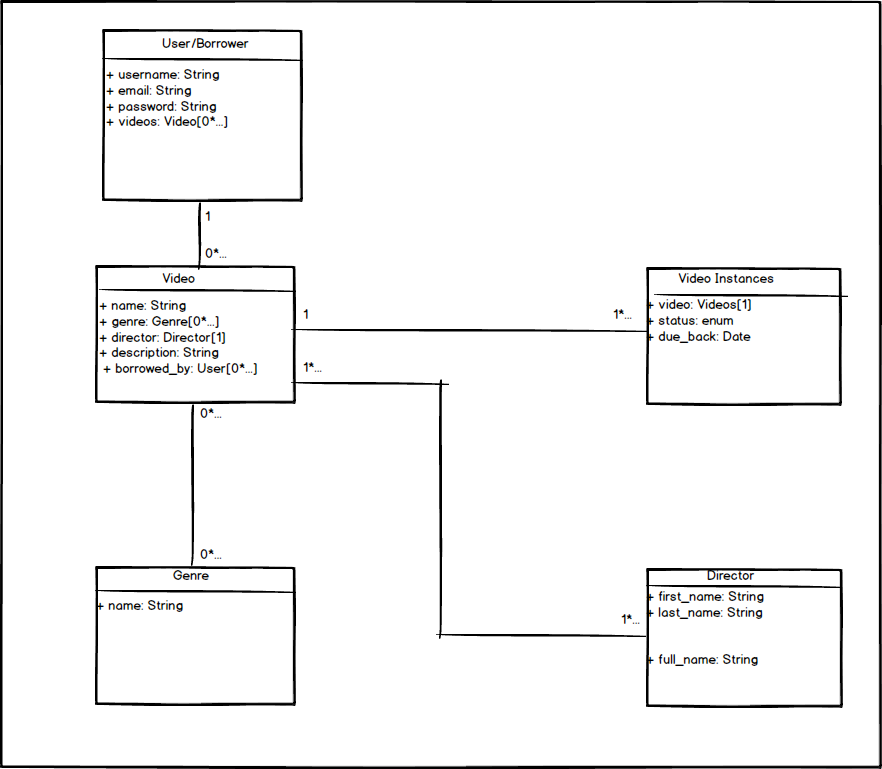 User/Borrower
+ username: String
+ email: String
+ password: String
+ videos: Video[0*...]
1
0*...
Video
+ name: String
+ genre: Genre[0*...]
+ director: Director[1]
+ description: String
+ borrowed_by: User[0*...]
1
1*...
Video Instances
+ video: Videos[1]
+ status: enum
+ due_back: Date
1*...
0*...
0*...
Genre
+ name: String
1*...
Director
+ first_name: String
+ last_name: String
+ full_name: String